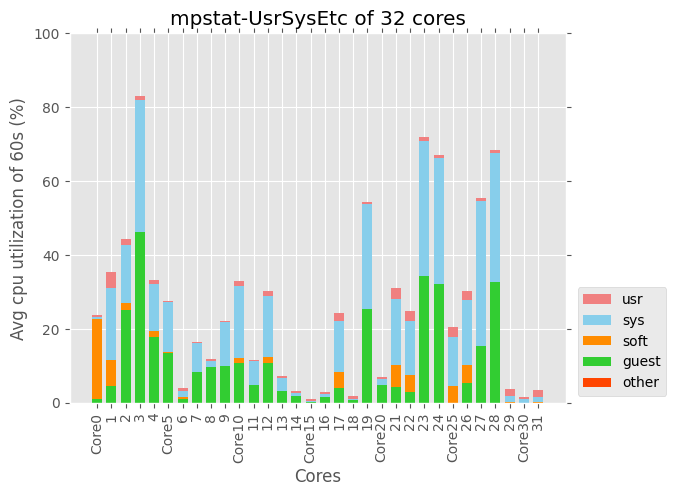 mpstat-UsrSysEtc of 32 cores
Avg cpu utilization of 60s (%)
100
80
60
40
20
0
Core0
1
2
3
4
Core5
6
7
8
9
Core10
11
12
13
14
Core15
16
17
18
19
Core20
21
22
23
24
Core25
26
27
28
29
Core30
31
Cores
usr
sys
soft
guest
other